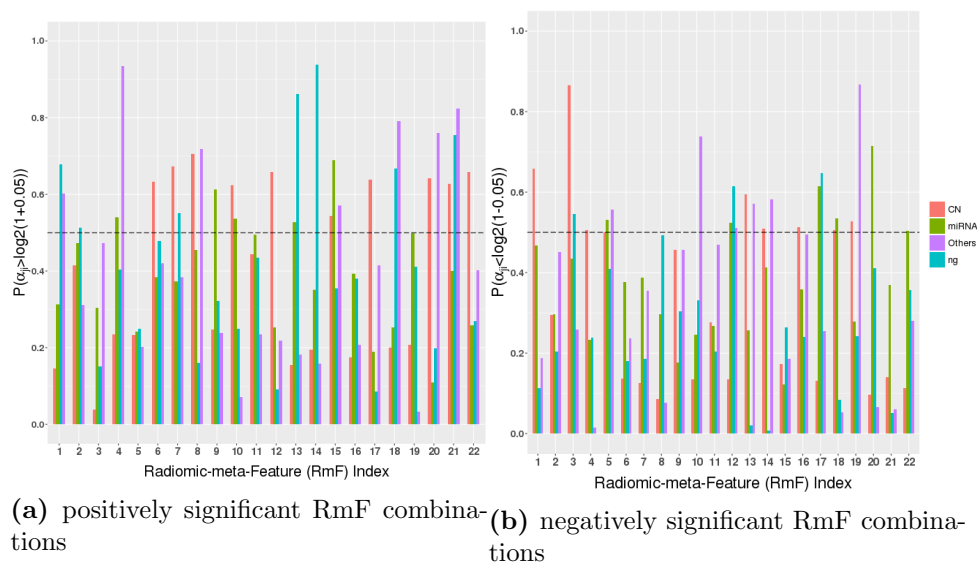 P(αjj>log2(1+0.05))
1.0
0.8
0.6
0.4
0.2
0.0
1 2 3 4 5 6 7 8 9 10 11 12 13 14 15 16 17 18 19 20 21 22
Radiomic-meta-Feature (RmF) Index
(a) positively significant RmF combina-
tions
P(αjj<log2(1-0.05))
1.0
0.8
0.6
0.4
0.2
0.0
1 2 3 4 5 6 7 8 9 10 11 12 13 14 15 16 17 18 19 20 21 22
Radiomic-meta-Feature (RmF) Index
(b) negatively significant RmF combina-
tions
CN
miRNA
Others
ng